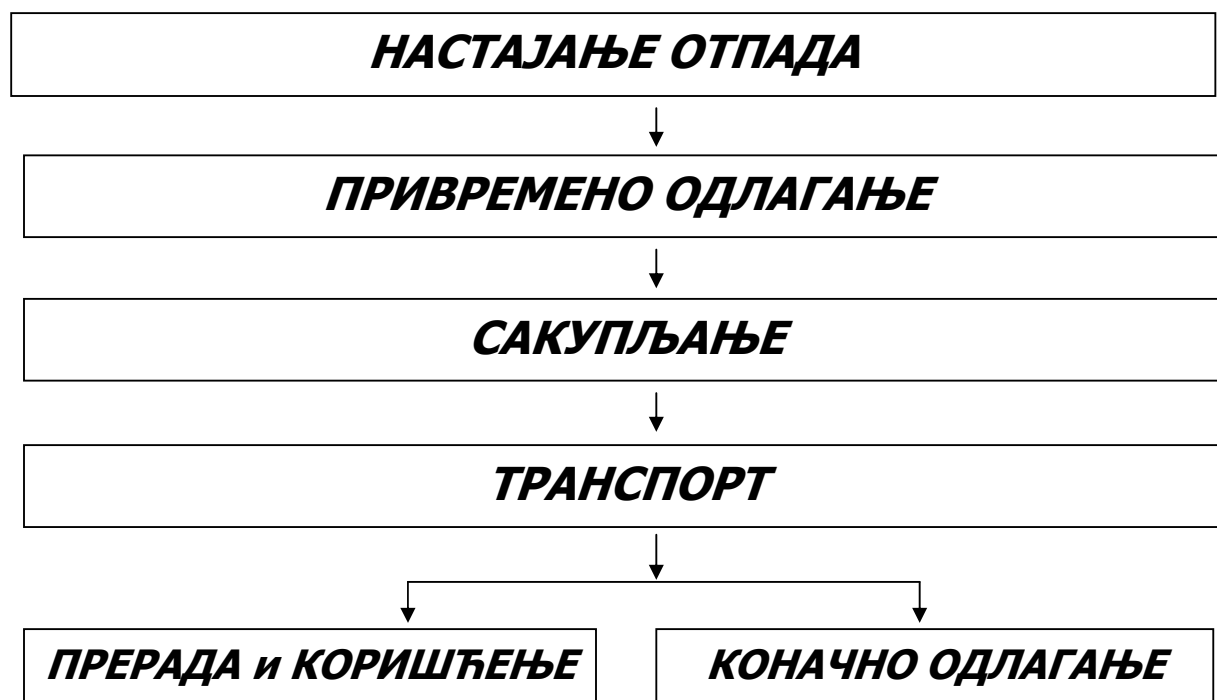 НАСТАЈАЊЕ ОТПАДА
ПРИВРЕМЕНО ОДЛАГАЊЕ
САКУПЉАЊЕ
ТРАНСПОРТ
ПРЕРАДА и КОРИШЋЕЊЕ
КОНАЧНО ОДЛАГАЊЕ